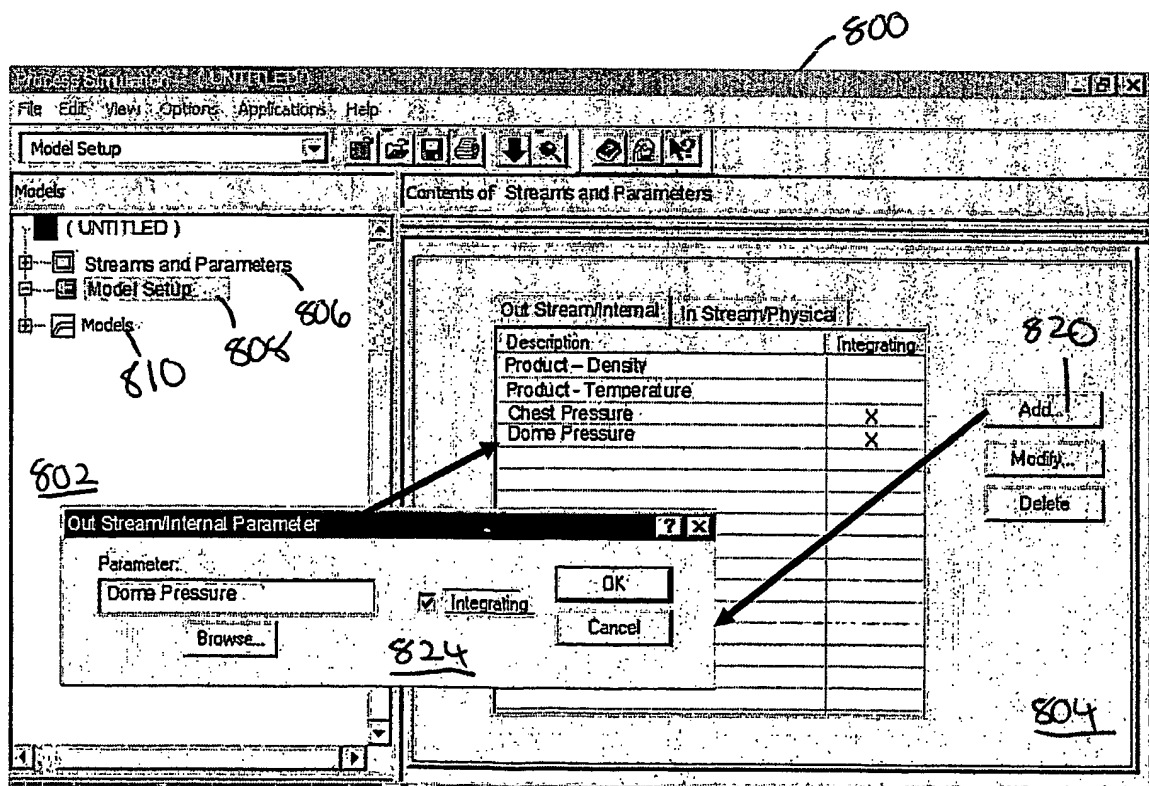 800
Process Simulation - (UNTITLED)
File Edit View Options Applications Help
Model Setup
Models
Contents of Streams and Parameters
( UNTITLED )
Streams and Parameters
Model Setup
Models
806
808
810
802
Out Stream/Internal In Stream/Physical
Description Integrating
Product - Density
Product - Temperature
Chest Pressure X
Dome Pressure X
820
Add...
Modify...
Delete
Out Stream/Internal Parameter
Parameter:
Dome Pressure
Integrating
OK
Browse...
Cancel
824
804